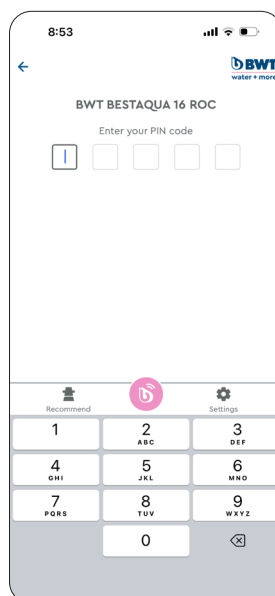 8:53
BWT
water + more
BWT BESTAQUA 16 ROC
Enter your PIN code
Recommend
Settings
1
2
3
ABC
DEF
4
5
6
GHI
JKL
MNO
7
8
9
PQRS
TUV
WXYZ
0